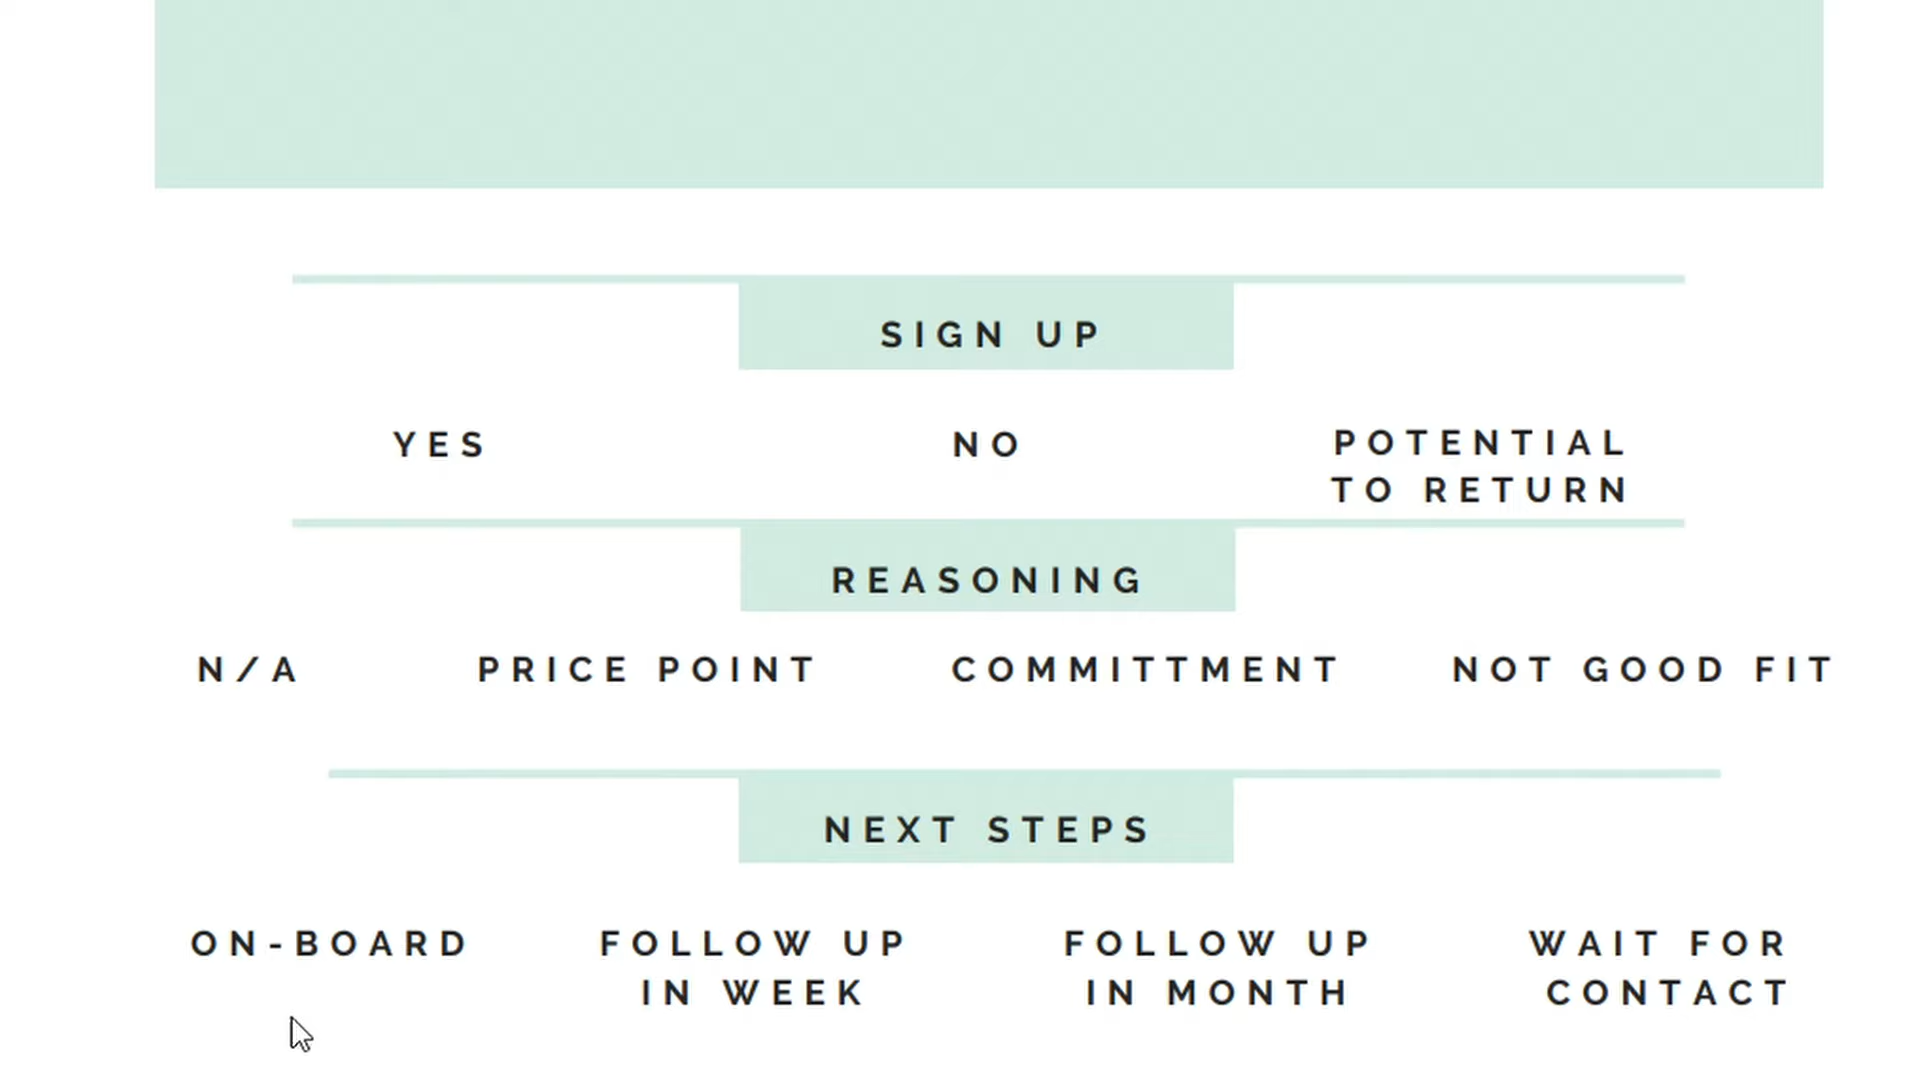 SIGN UP
YES NO POTENTIAL
TO RETURN
REASONING
N/A PRICE POINT COMMITTMENT NOT GOOD FIT
NEXT STEPS
ON-BOARD FOLLOW UP FOLLOW UP WAIT FOR
IN WEEK IN MONTH CONTACT